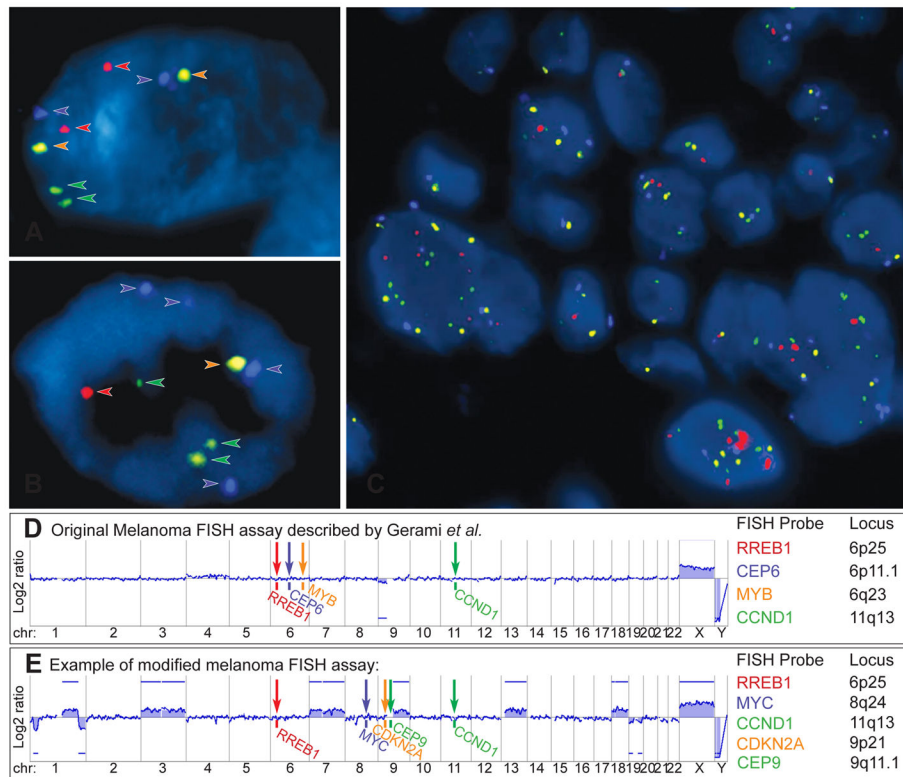 A
B
C
D Original Melanoma FISH assay described by Gerami et al.
FISH Probe Locus
Log2 ratio
RREB1
CEP6
MYB
CCND1
RREB1 6p25
CEP6 6p11.1
MYB 6q23
CCND1 11q13
chr: 1 2 3 4 5 6 7 8 9 10 11 12 13 14 15 16 17 18 19 20 21 22 X Y
E Example of modified melanoma FISH assay:
FISH Probe Locus
Log2 ratio
RREB1
MYC
CDKN2A
CEP9
CCND1
RREB1 6p25
MYC 8q24
CCND1 11q13
CDKN2A 9p21
CEP9 9q11.1
chr: 1 2 3 4 5 6 7 8 9 10 11 12 13 14 15 16 17 18 19 20 21 22 X Y